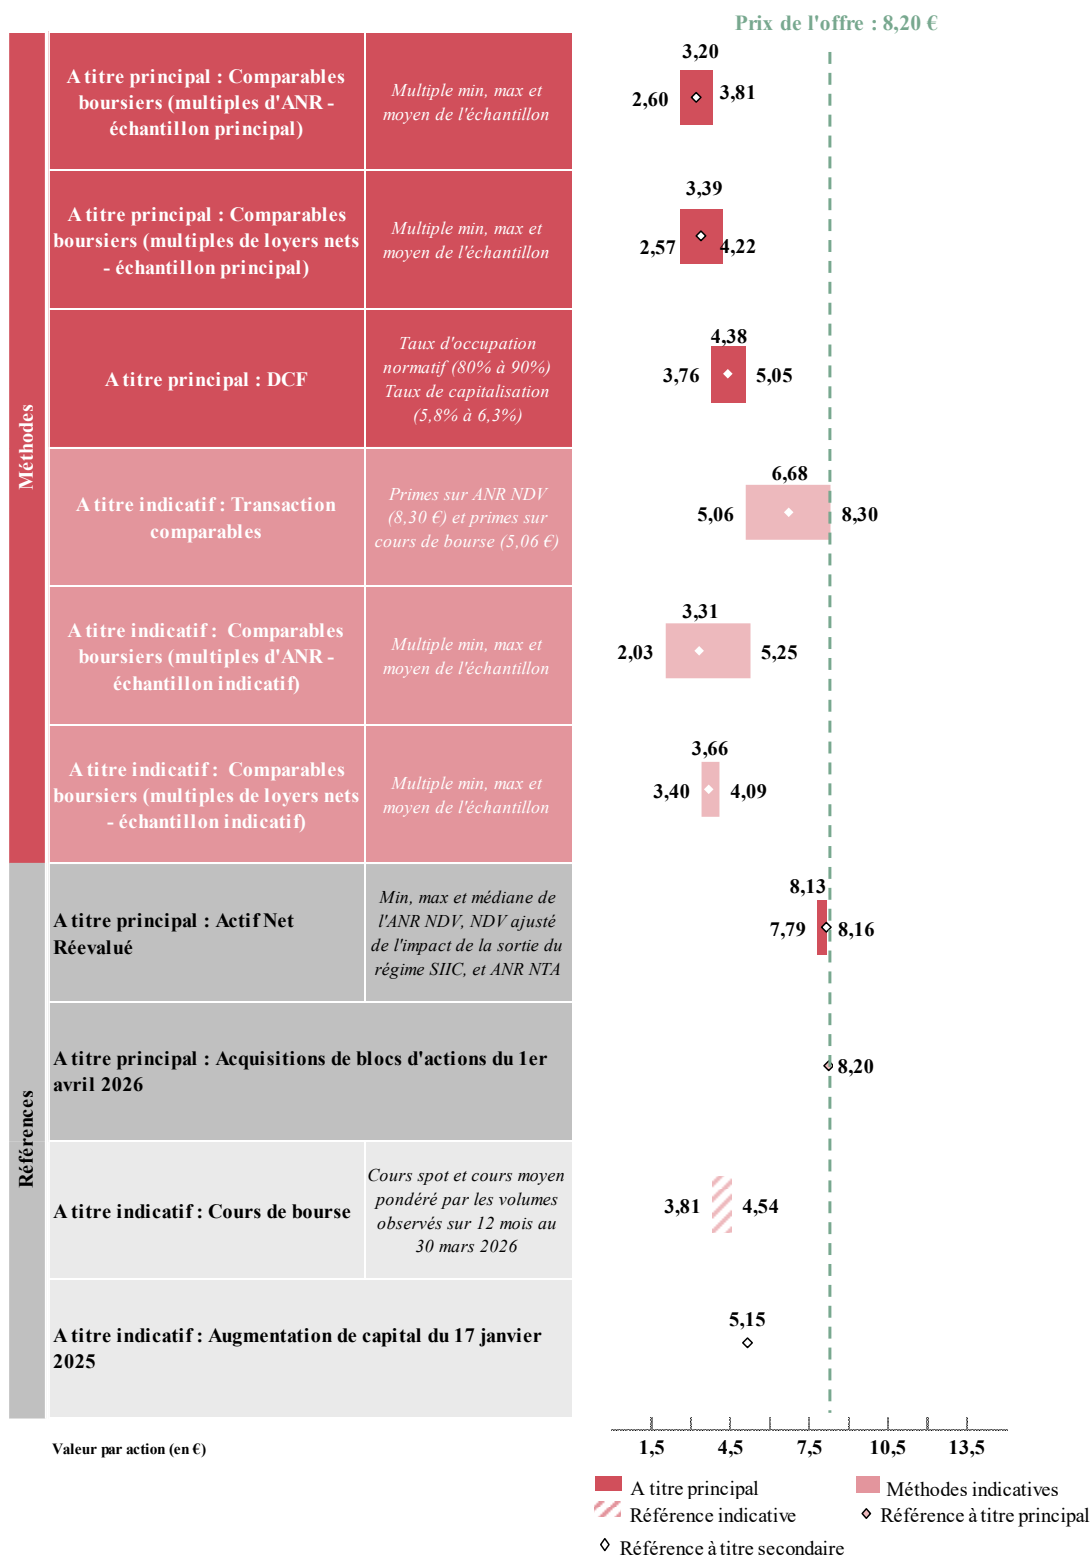 Prix de l'offre : 8,20 €
Méthodes
A titre principal : Comparables
boursiers (multiples d'ANR -
échantillon principal)
Multiple min, max et
moyen de l'échantillon
3,20
2,60
3,81
A titre principal : Comparables
boursiers (multiples de loyers nets
- échantillon principal)
Multiple min, max et
moyen de l'échantillon
3,39
2,57
4,22
A titre principal : DCF
Taux d'occupation
normatif (80% à 90%)
Taux de capitalisation
(5,8% à 6,3%)
4,38
3,76
5,05
A titre indicatif : Transaction
comparables
Primes sur ANR NDV
(8,30 €) et primes sur
cours de bourse (5,06 €)
6,68
5,06
8,30
A titre indicatif :  Comparables
boursiers (multiples d'ANR -
échantillon indicatif)
Multiple min, max et
moyen de l'échantillon
3,31
2,03
5,25
A titre indicatif :  Comparables
boursiers (multiples de loyers nets
- échantillon indicatif)
Multiple min, max et
moyen de l'échantillon
3,66
3,40
4,09
Références
A titre principal : Actif Net
Réevalué
Min, max et médiane de
l'ANR NDV, NDV ajusté
de l'impact de la sortie du
régime SIIC, et ANR NTA
8,13
7,79
8,16
A titre principal : Acquisitions de blocs d'actions du 1er
avril 2026
8,20
A titre indicatif : Cours de bourse
Cours spot et cours moyen
pondéré par les volumes
observés sur 12 mois au
30 mars 2026
3,81
4,54
A titre indicatif : Augmentation de capital du 17 janvier
2025
5,15
Valeur par action (en €)
1,5 4,5 7,5 10,5 13,5
A titre principal
Méthodes indicatives
Référence indicative
Référence à titre principal
Référence à titre secondaire